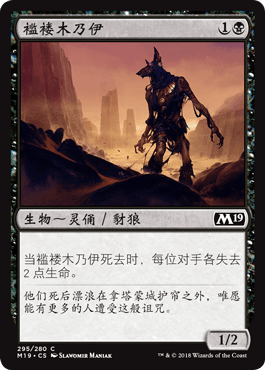 褴褛木乃伊 1
生物～灵俑 / 豺狼 M19
当褴褛木乃伊死去时，每位对手各失去
2点生命。
他们死后漂浪在拿塔蒙城护帘之外，唯愿
能有更多的人遭受这般诅咒。
1/2
295/280 C
M19 • CS SLAWOMIR MANIAK
™ & © 2018 Wizards of the Coast